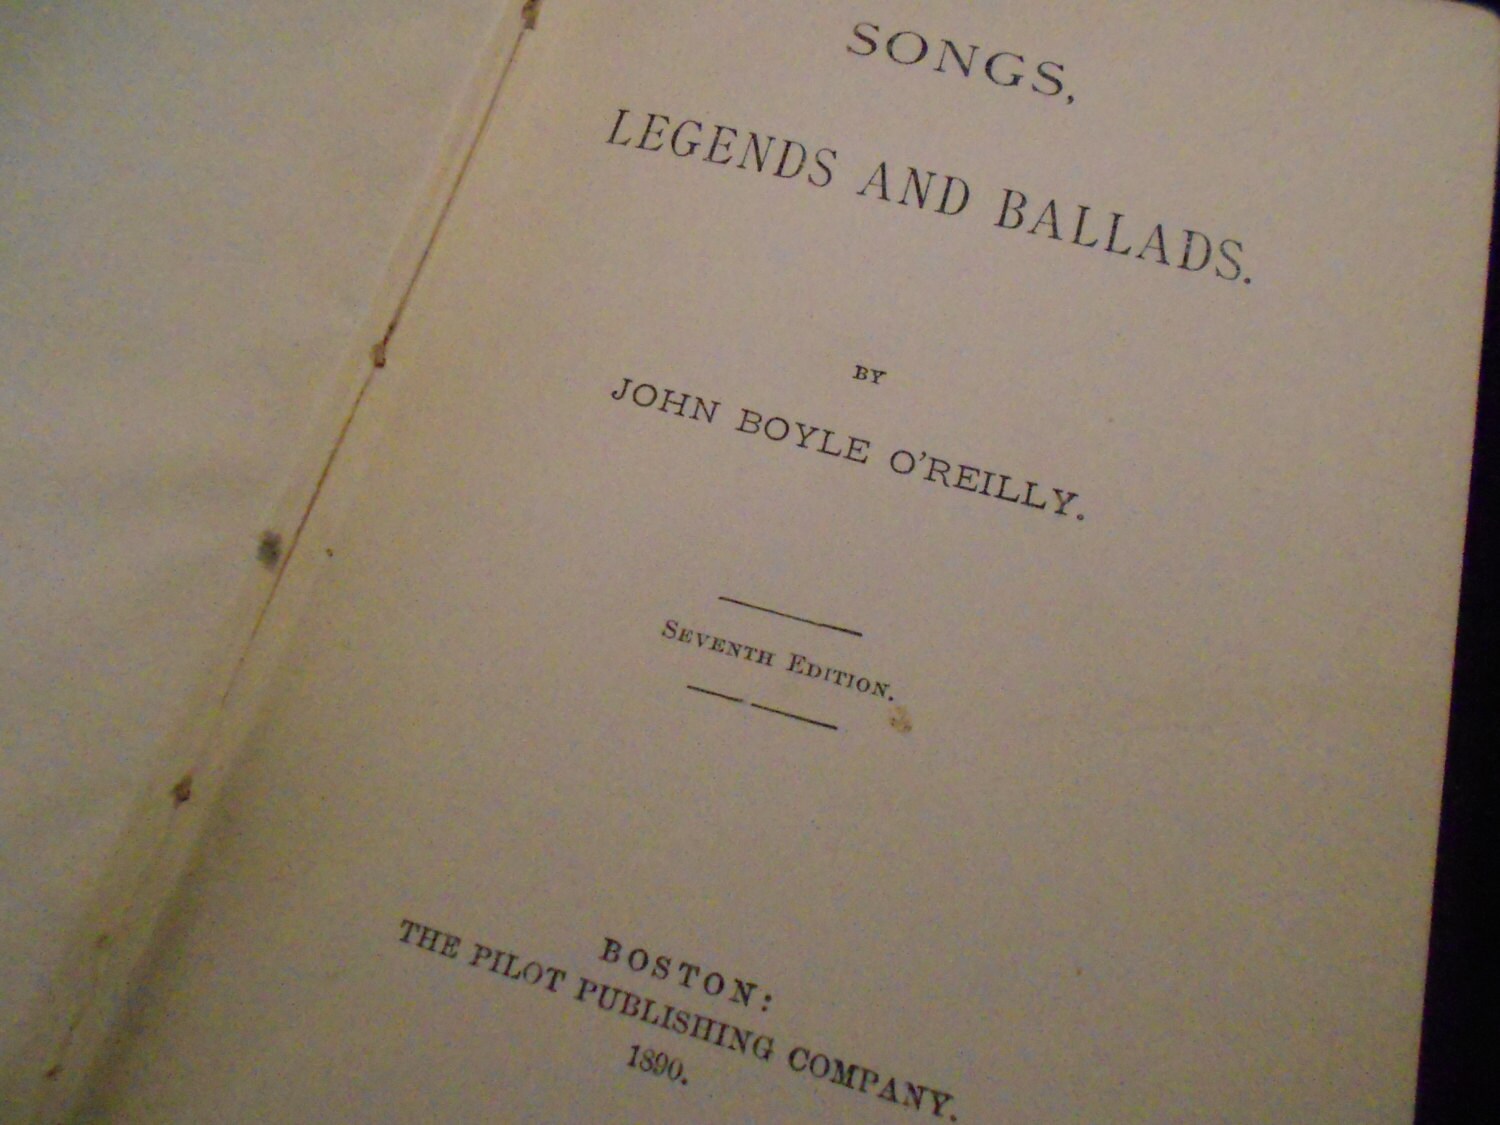 SONGS,
LEGENDS AND BALLADS.
BY
JOHN BOYLE O'REILLY.
SEVENTH EDITION.
BOSTON:
THE PILOT PUBLISHING COMPANY.
1890.